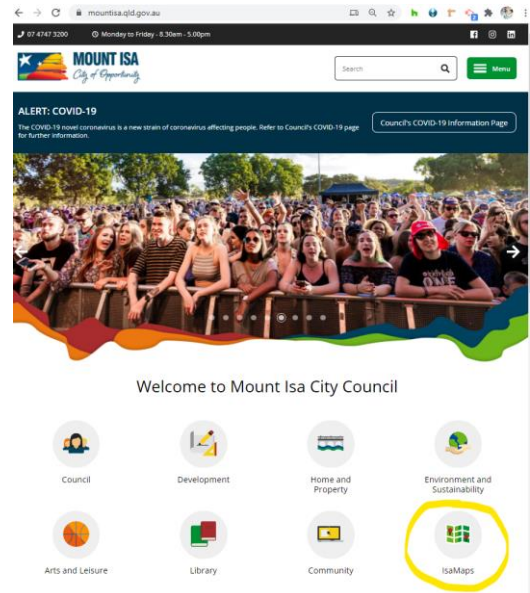 mountisa.qld.gov.au
07 4747 3200
Monday to Friday - 8.30am - 5.00pm
MOUNT ISA
City of Opportunity
Search
Menu
ALERT: COVID-19
The COVID-19 novel coronavirus is a new strain of coronavirus affecting people. Refer to Council's COVID-19 page
for further information.
Council's COVID-19 Information Page
Welcome to Mount Isa City Council
Council
Development
Home and
Property
Environment and
Sustainability
Arts and Leisure
Library
Community
IsaMaps